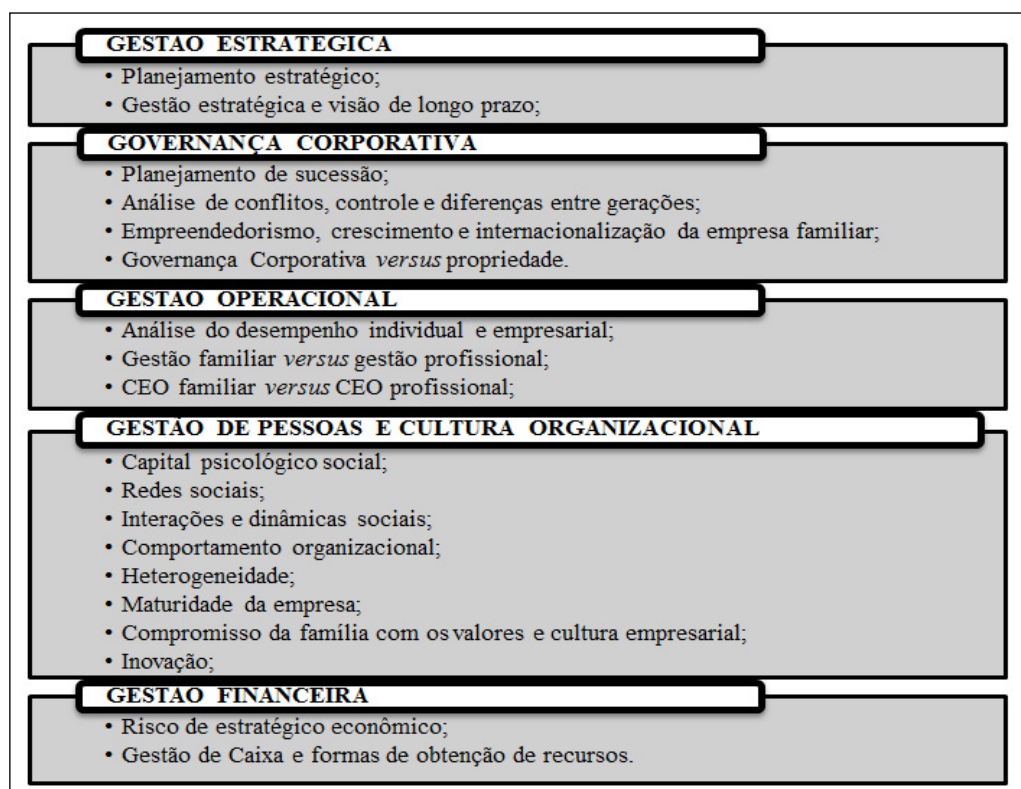 GESTAO ESTRATEGICA
• Planejamento estratégico;
• Gestão estratégica e visão de longo prazo;
GOVERNANÇA CORPORATIVA
• Planejamento de sucessão;
• Análise de conflitos, controle e diferenças entre gerações;
• Empreendedorismo, crescimento e internacionalização da empresa familiar;
• Governança Corporativa versus propriedade.
GESTAO OPERACIONAL
• Análise do desempenho individual e empresarial;
• Gestão familiar versus gestão profissional;
• CEO familiar versus CEO profissional;
GESTÃO DE PESSOAS E CULTURA ORGANIZACIONAL
• Capital psicológico social;
• Redes sociais;
• Interações e dinâmicas sociais;
• Comportamento organizacional;
• Heterogeneidade;
• Maturidade da empresa;
• Compromisso da família com os valores e cultura empresarial;
• Inovação;
GESTAO FINANCEIRA
• Risco de estratégico econômico;
• Gestão de Caixa e formas de obtenção de recursos.